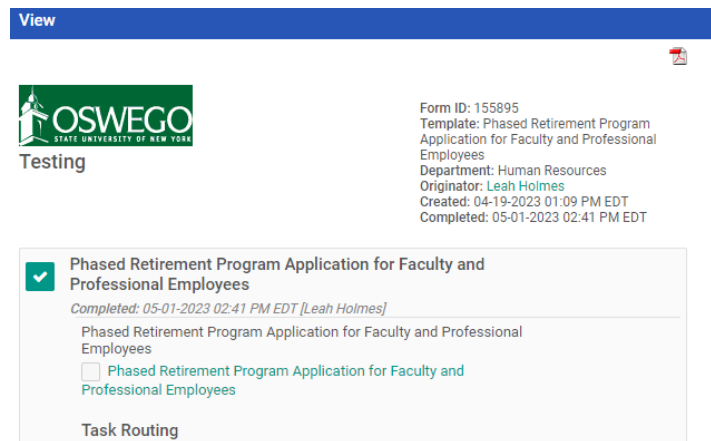 View
OSWEGO
STATE UNIVERSITY OF NEW YORK
Testing
Form ID: 155895
Template: Phased Retirement Program
Application for Faculty and Professional
Employees
Department: Human Resources
Originator: Leah Holmes
Created: 04-19-2023 01:09 PM EDT
Completed: 05-01-2023 02:41 PM EDT
Phased Retirement Program Application for Faculty and
Professional Employees
Completed: 05-01-2023 02:41 PM EDT [Leah Holmes]
Phased Retirement Program Application for Faculty and Professional
Employees
Phased Retirement Program Application for Faculty and
Professional Employees
Task Routing